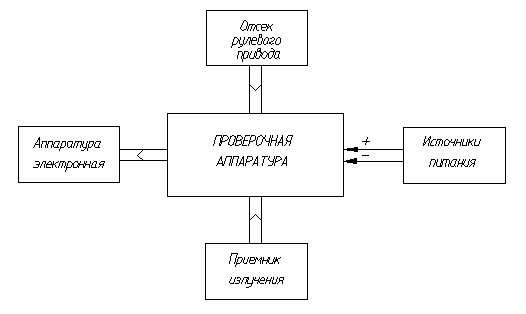 Отсек
рулевого
привода
Аппаратура
электронная
ПРОВЕРОЧНАЯ
АППАРАТУРА
+
−
Источники
питания
Приемник
излучения